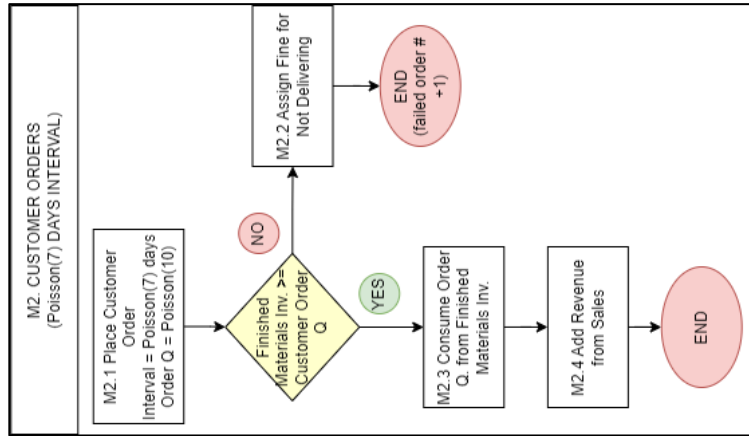 M2. CUSTOMER ORDERS
(Poisson(7) DAYS INTERVAL)
M2.1 Place Customer
Order
Interval = Poisson(7) days
Order Q = Poisson(10)
Finished
Materials Inv. >=
Customer Order
Q
NO
M2.2 Assign Fine for
Not Delivering
END
(failed order #
+1)
YES
M2.3 Consume Order
Q. from Finished
Materials Inv.
M2.4 Add Revenue
from Sales
END